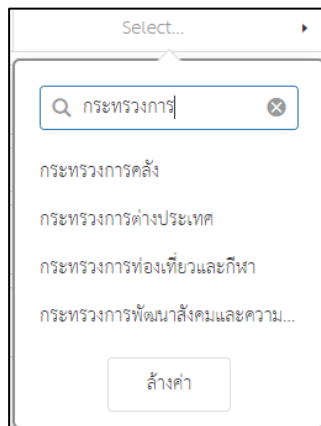 Select...
กระทรวงการ
กระทรวงการคลัง
กระทรวงการต่างประเทศ
กระทรวงการท่องเที่ยวและกีฬา
กระทรวงการพัฒนาสังคมและความ...
ล้างค่า